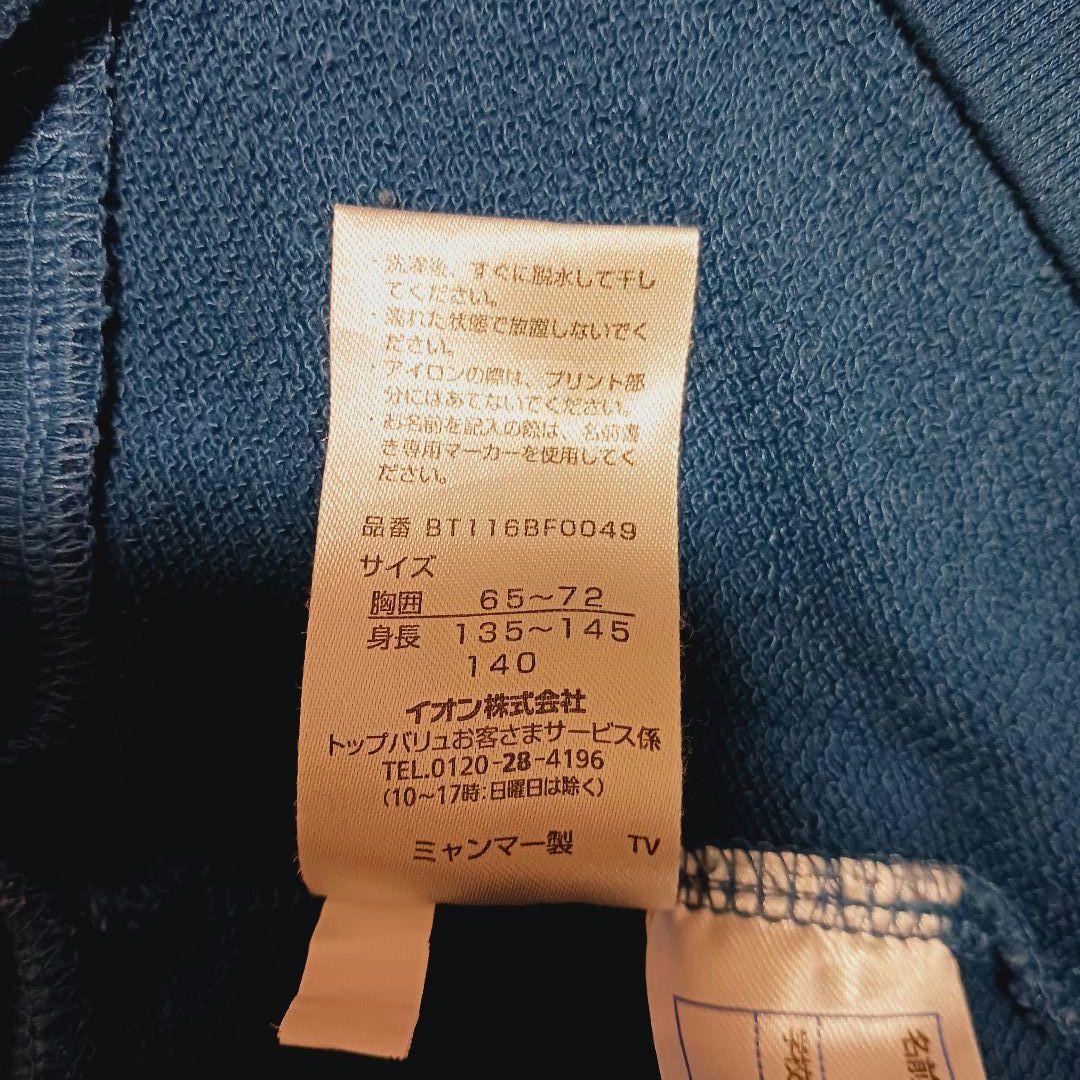 ・洗濯後、すぐに脱水して干し
てください。
・濡れた状態で放置しないでく
ださい。
・アイロンの際は、プリント部
分にはあてないでください。
・お名前を記入の際は、名前書
き専用マーカーを使用してく
ださい。
品番 BT116BF0049
サイズ
胸囲 65〜72
身長 135〜145
140
イオン株式会社
トップバリュお客さまサービス係
TEL.0120-28-4196
(10〜17時:日曜日は除く)
ミャンマー製 TV
名前
学校